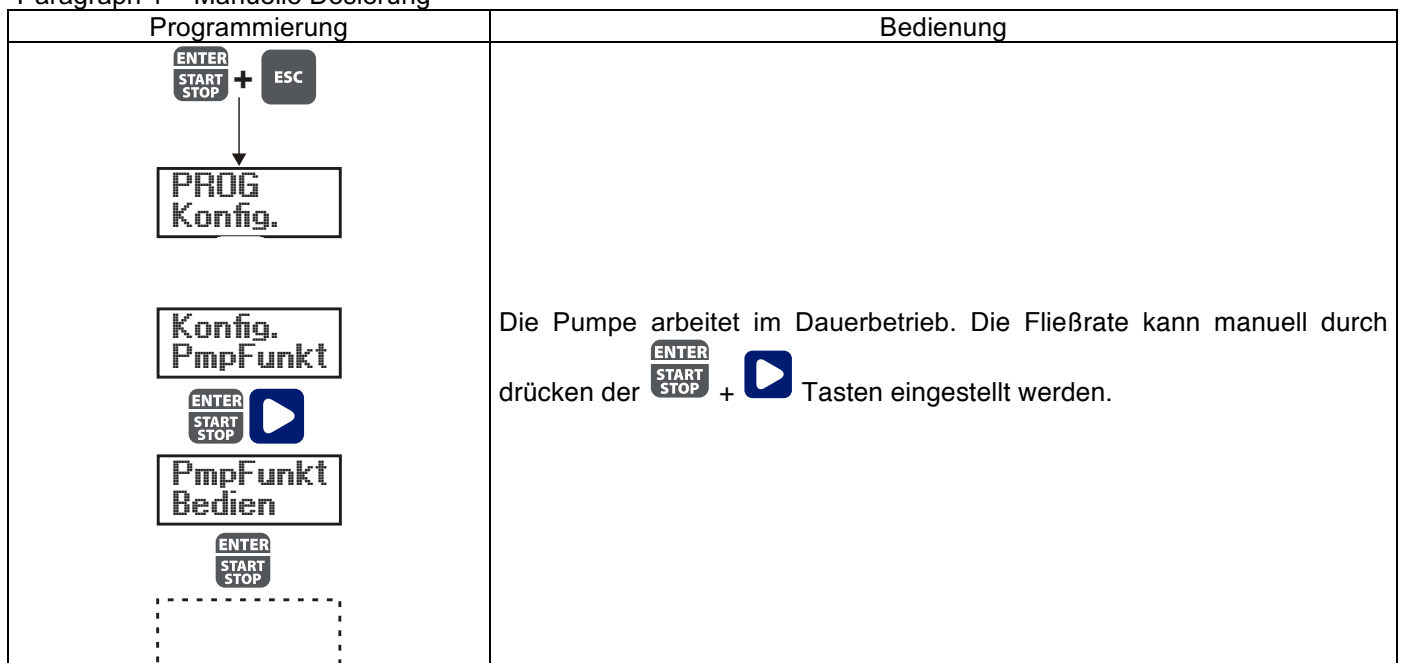 Paragraph 1 – Manuelle Dosierung
Programmierung
Bedienung
ENTER
START
STOP
+
ESC
PROG
Konfig.
Konfig.
PmpFunkt
ENTER
START
STOP
PmpFunkt
Bedien
ENTER
START
STOP
Die Pumpe arbeitet im Dauerbetrieb. Die Fließrate kann manuell durch
drücken der ENTER START STOP + Tasten eingestellt werden.